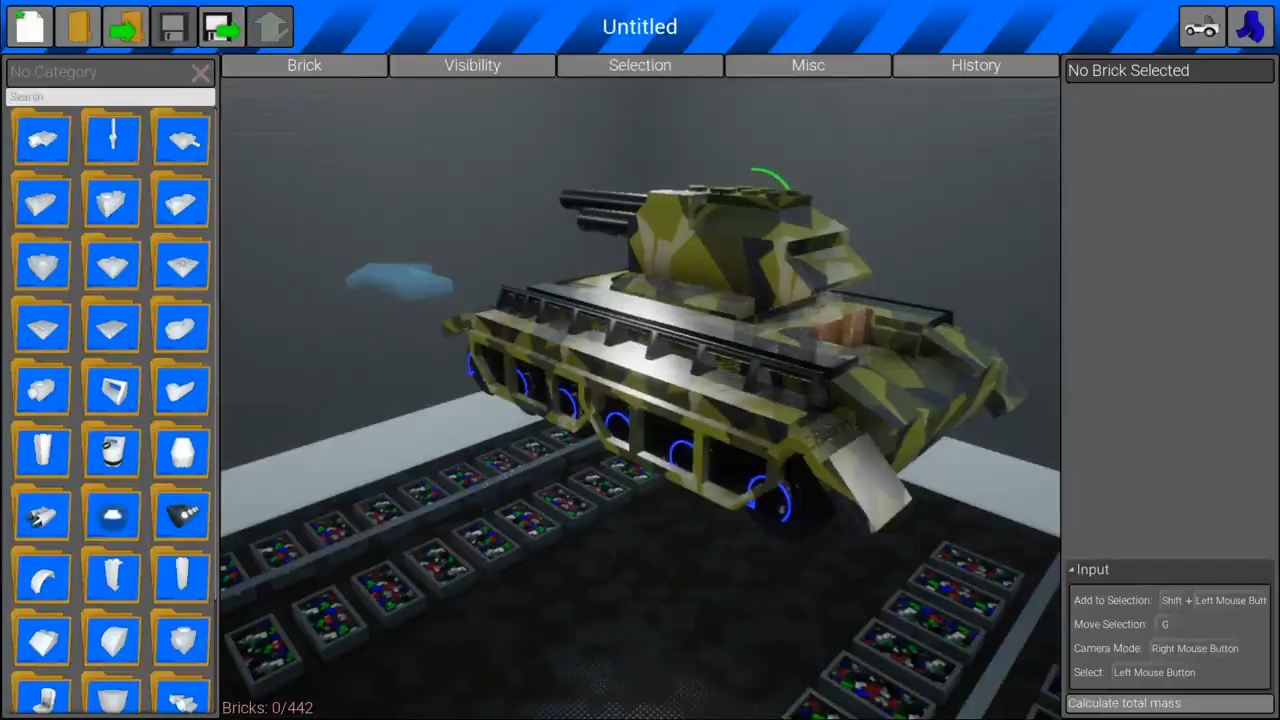 Untitled
No Category
Search
Brick
Visibility
Selection
Misc
History
No Brick Selected
Bricks: 0/442
Input
Add to Selection: Shift + Left Mouse Butt
Move Selection: G
Camera Mode: Right Mouse Button
Select: Left Mouse Button
Calculate total mass